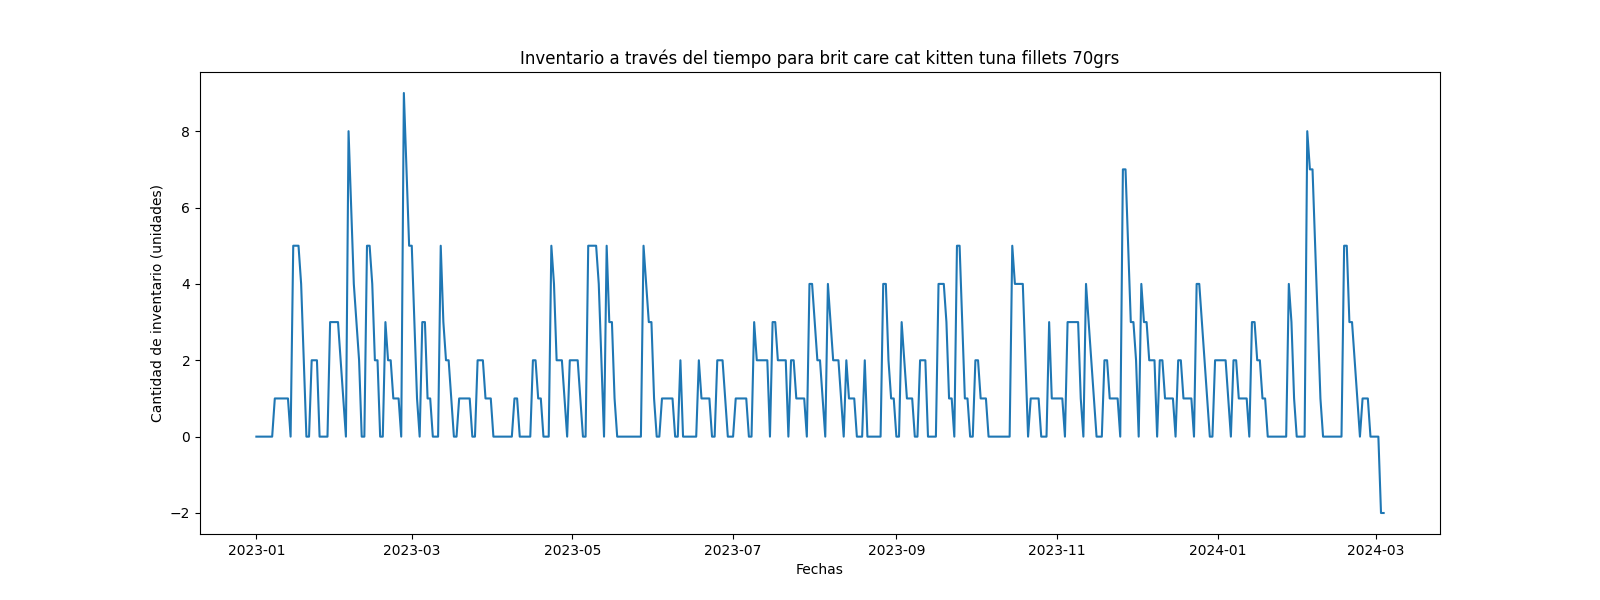 Inventario a través del tiempo para brit care cat kitten tuna fillets 70grs
Cantidad de inventario (unidades)
8
6
4
2
0
−2
2023-01 2023-03 2023-05 2023-07 2023-09 2023-11 2024-01 2024-03
Fechas